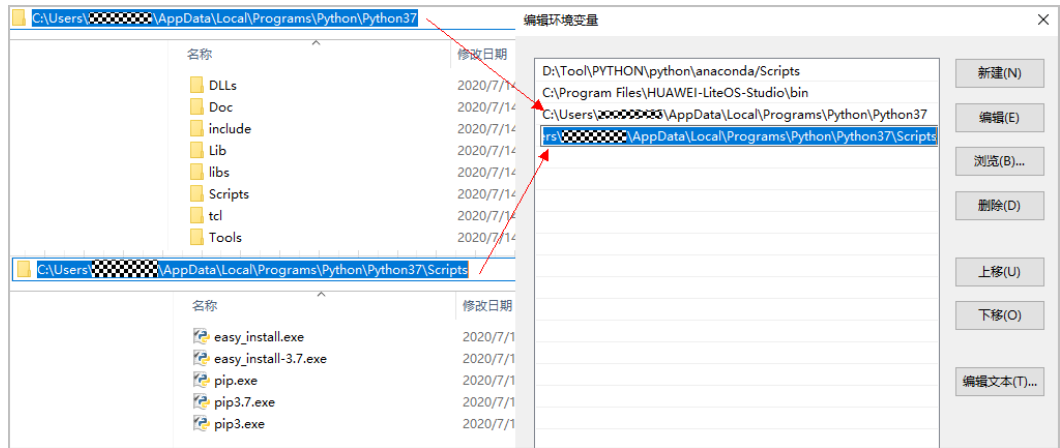 C:\Users\ \AppData\Local\Programs\Python\Python37
名称 修改日期
DLLs 2020/7/14
Doc 2020/7/14
include 2020/7/14
Lib 2020/7/14
libs 2020/7/14
Scripts 2020/7/14
tcl 2020/7/14
Tools 2020/7/14
C:\Users\ \AppData\Local\Programs\Python\Python37\Scripts
名称 修改日期
easy_install.exe 2020/7/1
easy_install-3.7.exe 2020/7/1
pip.exe 2020/7/1
pip3.7.exe 2020/7/1
pip3.exe 2020/7/1
编辑环境变量
D:\Tool\PYTHON\python\anaconda/Scripts
C:\Program Files\HUAWEI-LiteOS-Studio\bin
C:\Users\ \AppData\Local\Programs\Python\Python37
rs\ \AppData\Local\Programs\Python\Python37\Scripts
新建(N)
编辑(E)
浏览(B)...
删除(D)
上移(U)
下移(O)
编辑文本(T)...